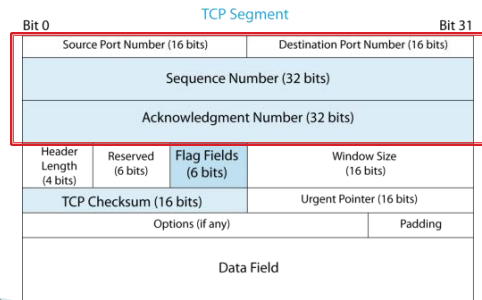 TCP Segment
Bit 0 Bit 31
Source Port Number (16 bits) Destination Port Number (16 bits)
Sequence Number (32 bits)
Acknowledgment Number (32 bits)
Header
Length
(4 bits)
Reserved
(6 bits)
Flag Fields
(6 bits)
Window Size
(16 bits)
TCP Checksum (16 bits) Urgent Pointer (16 bits)
Options (if any) Padding
Data Field